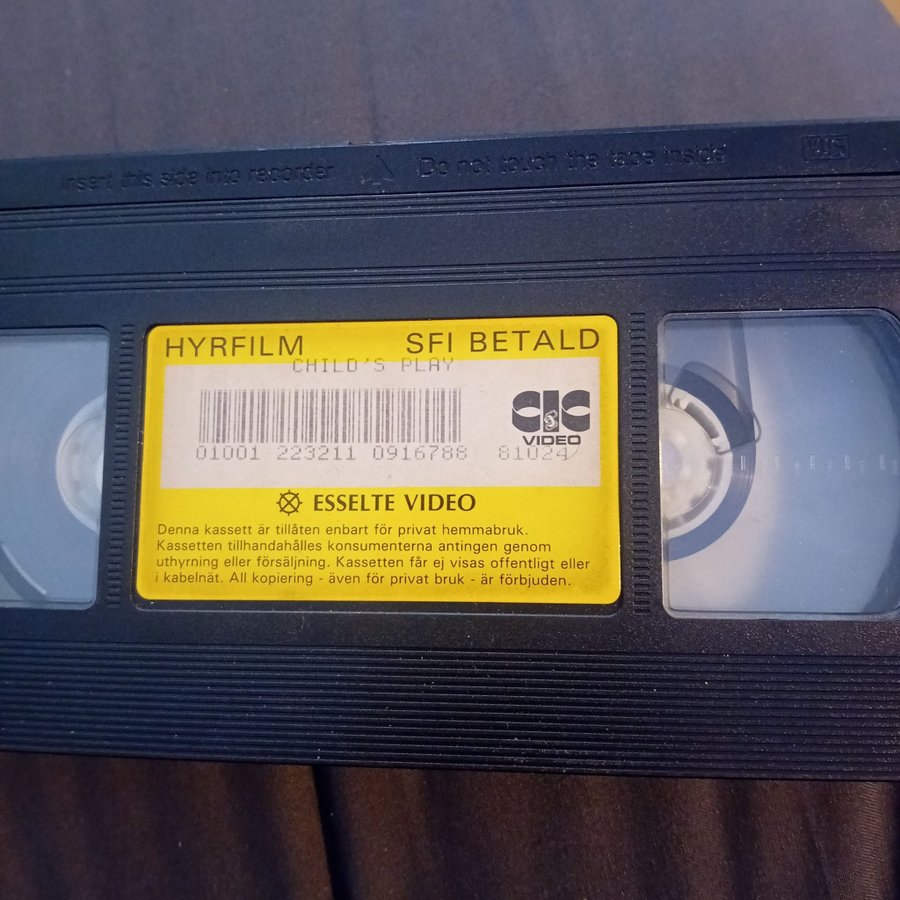 Insert this side into recorder Do not touch the tape inside VHS
HYRFILM SFI BETALD
CHILD'S PLAY
CIC
VIDEO
01001 223211 0916788 81024
ESSELTE VIDEO
Denna kassett är tillåten enbart för privat hemmabruk.
Kassetten tillhandahålles konsumenterna antingen genom
uthyrning eller försäljning. Kassetten får ej visas offentligt eller
i kabelnät. All kopiering - även för privat bruk - är förbjuden.